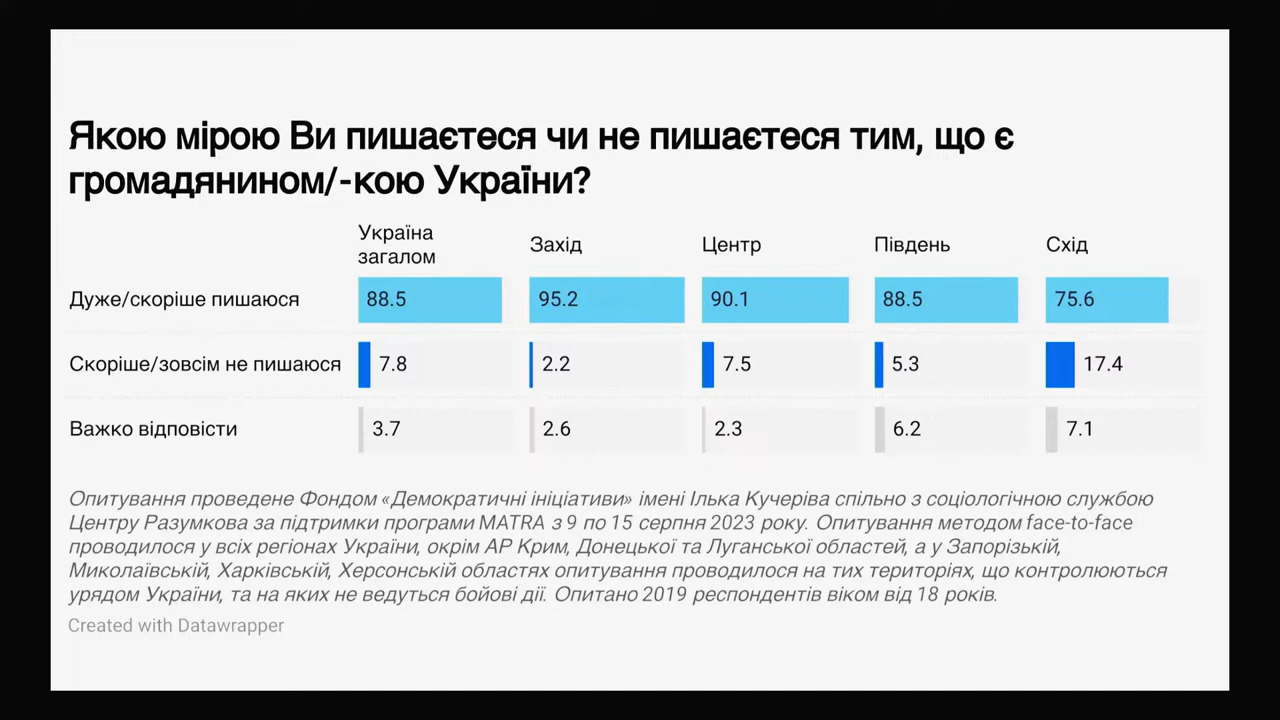 Якою мірою Ви пишаєтеся чи не пишаєтеся тим, що є
громадянином/-кою України?
Україна
загалом
Захід
Центр
Південь
Схід
Дуже/скоріше пишаюся
88.5
95.2
90.1
88.5
75.6
Скоріше/зовсім не пишаюся
7.8
2.2
7.5
5.3
17.4
Важко відповісти
3.7
2.6
2.3
6.2
7.1
Опитування проведене Фондом «Демократичні ініціативи» імені Ілька Кучеріва спільно з соціологічною службою
Центру Разумкова за підтримки програми MATRA з 9 по 15 серпня 2023 року. Опитування методом face-to-face
проводилося у всіх регіонах України, окрім АР Крим, Донецької та Луганської областей, а у Запорізькій,
Миколаївській, Харківській, Херсонській областях опитування проводилося на тих територіях, що контролюються
урядом України, та на яких не ведуться бойові дії. Опитано 2019 респондентів віком від 18 років.
Created with Datawrapper